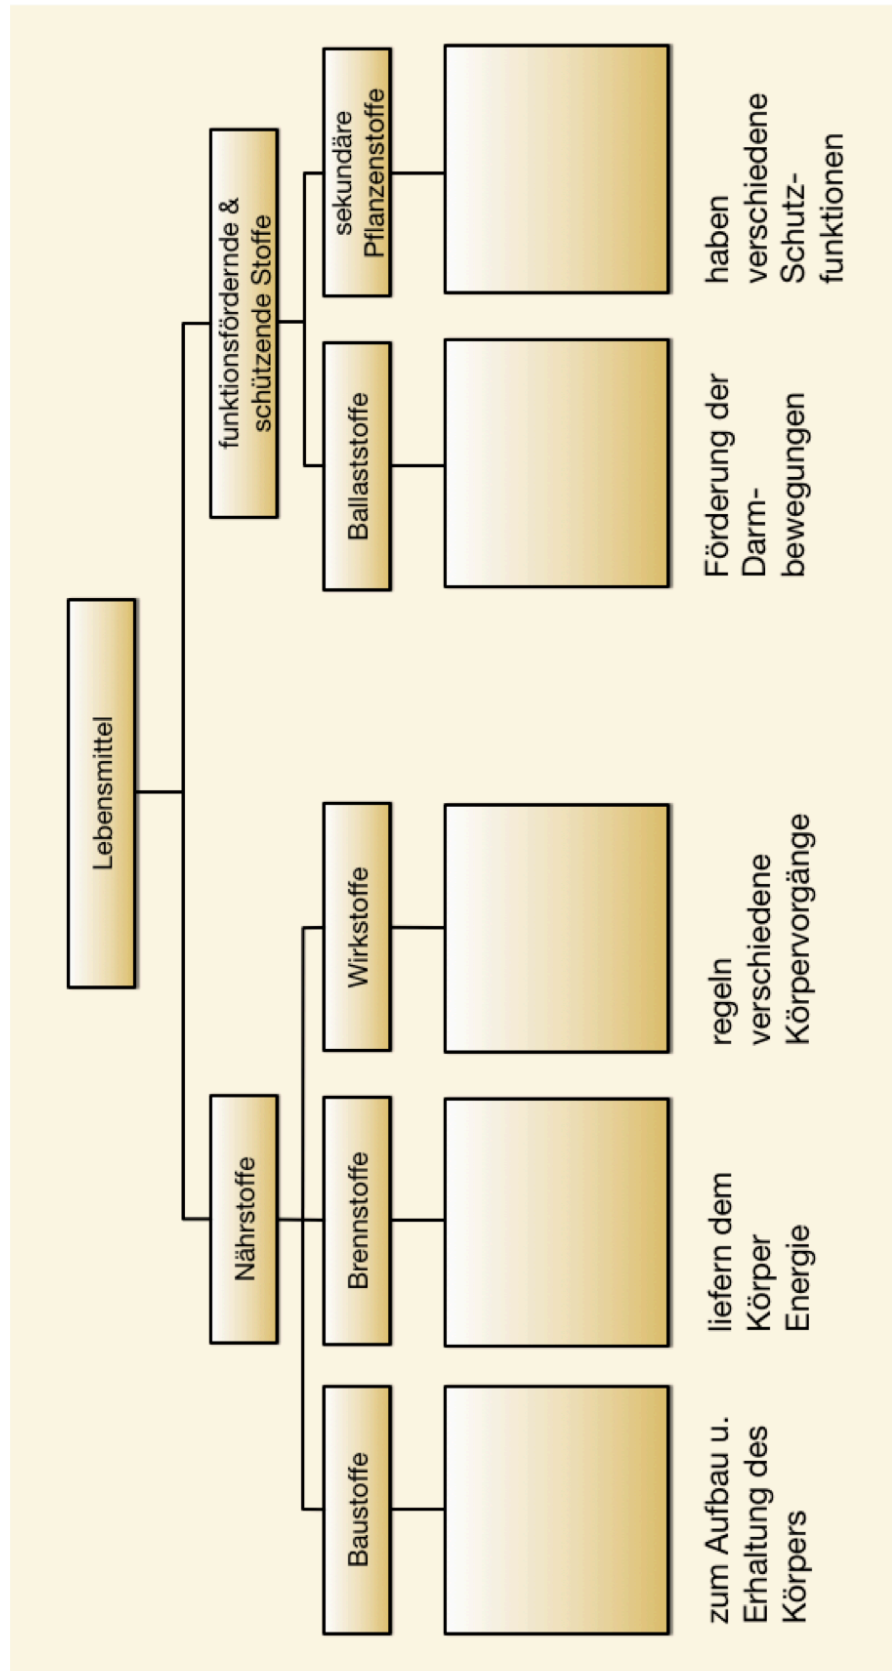 Lebensmittel
Nährstoffe
funktionsfördernde &
schützende Stoffe
Baustoffe
Brennstoffe
Wirkstoffe
Ballaststoffe
sekundäre
Pflanzenstoffe
zum Aufbau u.
Erhaltung des
Körpers
liefern dem
Körper
Energie
regeln
verschiedene
Körpervorgänge
Förderung der
Darm-
bewegungen
haben
verschiedene
Schutz-
funktionen